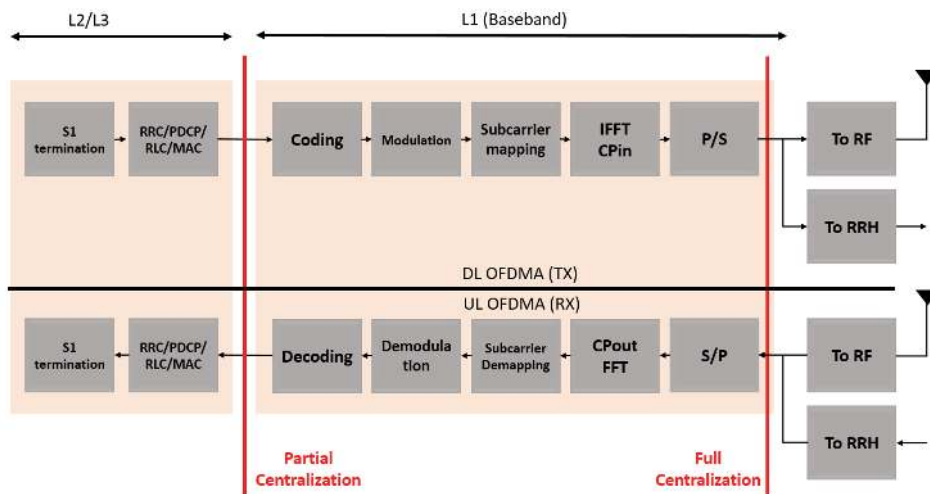 L2/L3
L1 (Baseband)
S1
termination
RRC/PDCP/
RLC/MAC
Coding
Modulation
Subcarrier
mapping
IFFT
CPin
P/S
To RF
To RRH
DL OFDMA (TX)
UL OFDMA (RX)
S1
termination
RRC/PDCP/
RLC/MAC
Decoding
Demodula
tion
Subcarrier
Demapping
CPout
FFT
S/P
To RF
To RRH
Partial
Centralization
Full
Centralization